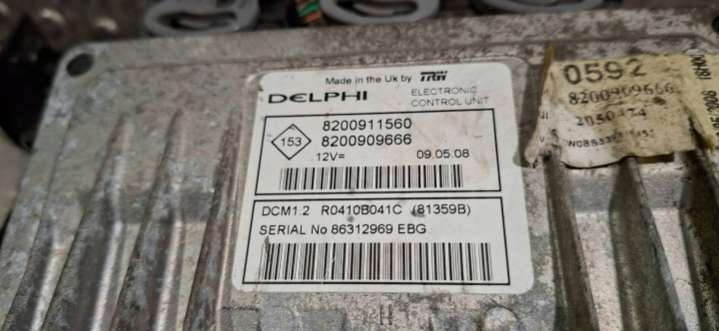 Made in the Uk by TRW
DELPHI
ELECTRONIC
CONTROL UNIT
153
8200911560
8200909666
12V=
09.05.08
DCM1.2 R0410B041C (81359B)
SERIAL No 86312969 EBG
0592
8200909666